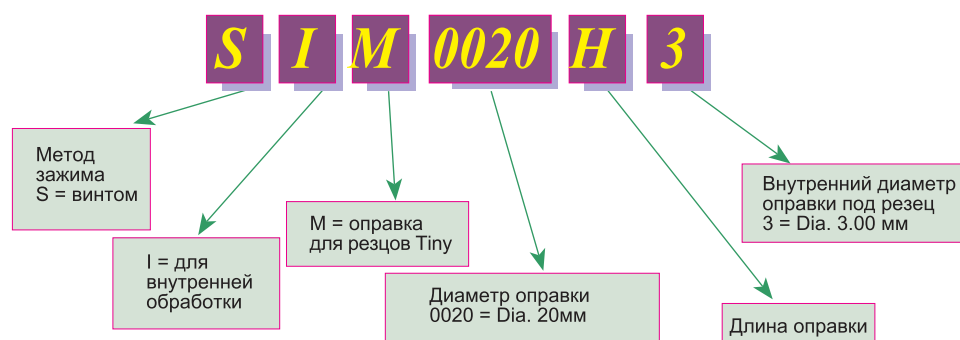 S I M 0020 H 3
Метод
зажима
S = винтом
I = для
внутренней
обработки
M = оправка
для резцов Tiny
Диаметр оправки
0020 = Dia. 20мм
Длина оправки
Внутренний диаметр
оправки под резец
3 = Dia. 3.00 мм